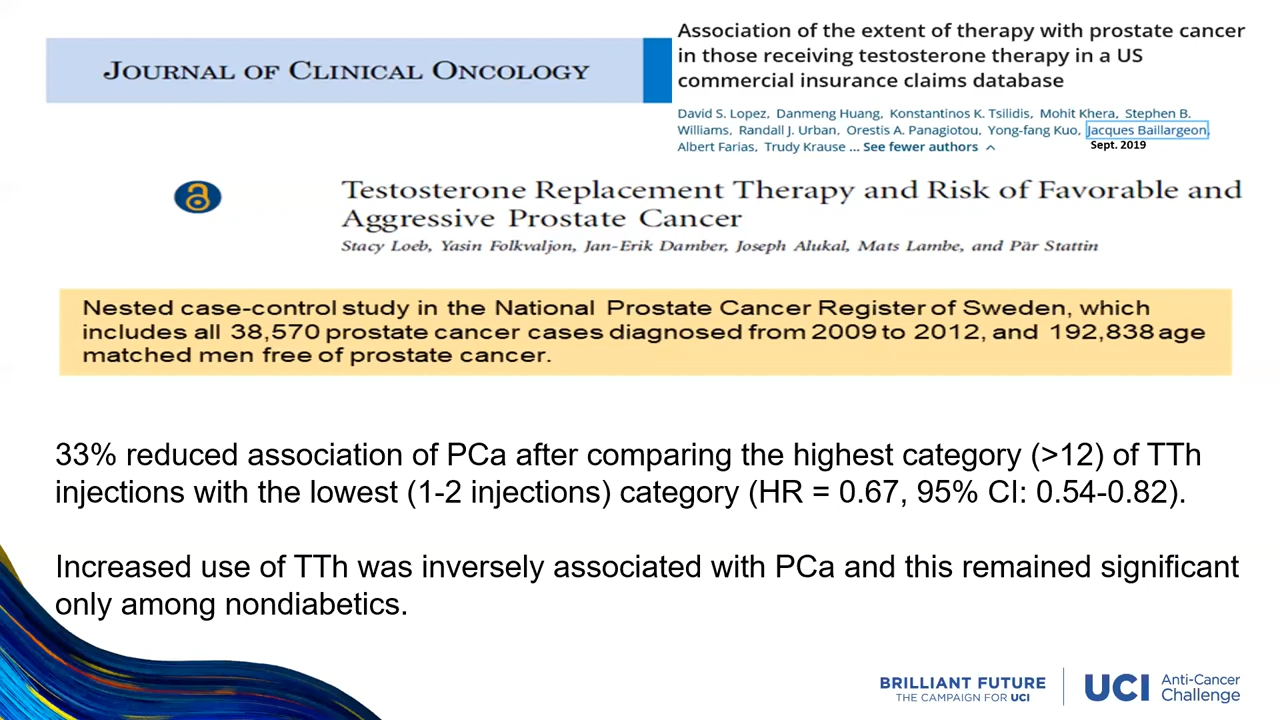 JOURNAL OF CLINICAL ONCOLOGY
Association of the extent of therapy with prostate cancer
in those receiving testosterone therapy in a US
commercial insurance claims database
David S. Lopez, Danmeng Huang, Konstantinos K. Tsilidis, Mohit Khera, Stephen B.
Williams, Randall J. Urban, Orestis A. Panagiotou, Yong-fang Kuo, Jacques Baillargeon,
Albert Farias, Trudy Krause ... See fewer authors
Sept. 2019
Testosterone Replacement Therapy and Risk of Favorable and
Aggressive Prostate Cancer
Stacy Loeb, Yasin Folkvaljon, Jan-Erik Damber, Joseph Alukal, Mats Lambe, and Pär Stattin
Nested case-control study in the National Prostate Cancer Register of Sweden, which
includes all 38,570 prostate cancer cases diagnosed from 2009 to 2012, and 192,838 age
matched men free of prostate cancer.
33% reduced association of PCa after comparing the highest category (>12) of TTh
injections with the lowest (1-2 injections) category (HR = 0.67, 95% CI: 0.54-0.82).
Increased use of TTh was inversely associated with PCa and this remained significant
only among nondiabetics.
BRILLIANT FUTURE
THE CAMPAIGN FOR UCI
UCI
Anti-Cancer
Challenge